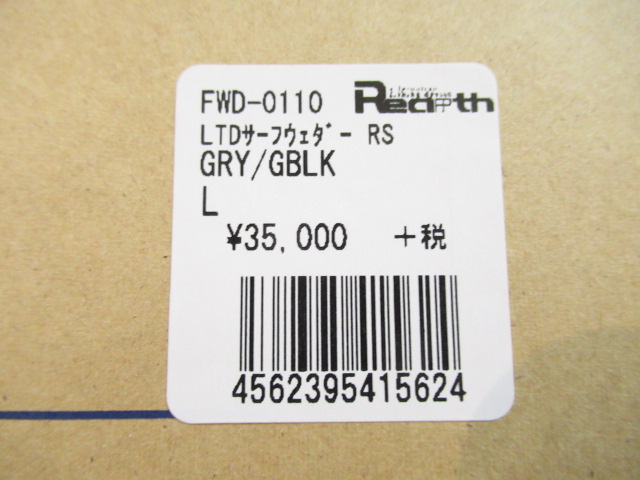 FWD-0110 Rearth
LTDｻｰﾌｳｪﾀﾞｰ RS
GRY/GBLK
L
¥35,000 +税
4562395415624